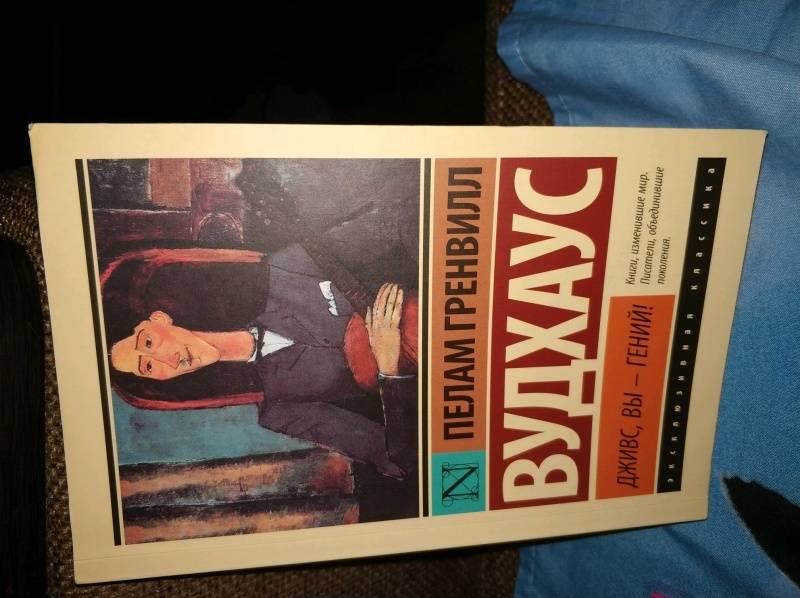 ПЕЛАМ ГРЕНВИЛЛ
ВУДХАУС
ДЖИВС, ВЫ – ГЕНИЙ!
Книги, изменившие мир.
Писатели, объединившие
поколения.
эксклюзивная классика